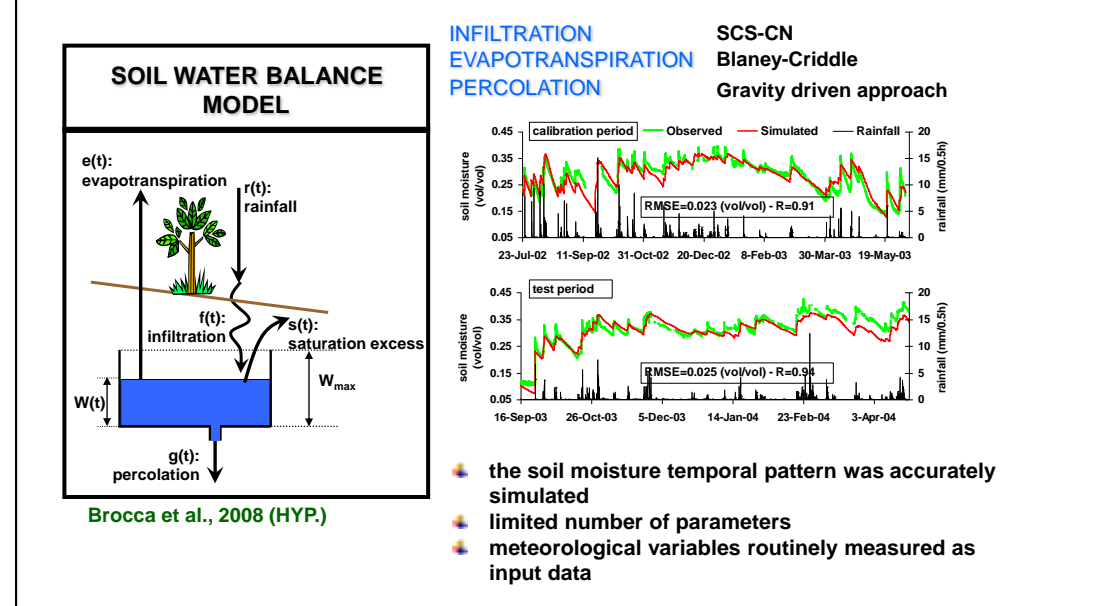 SOIL WATER BALANCE
MODEL
e(t):
evapotranspiration
r(t):
rainfall
f(t):
infiltration
s(t):
saturation excess
W(t)
Wmax
g(t):
percolation
Brocca et al., 2008 (HYP.)
INFILTRATION SCS-CN
EVAPOTRANSPIRATION Blaney-Criddle
PERCOLATION Gravity driven approach
calibration period Observed Simulated Rainfall
soil moisture
(vol/vol)
0.45
0.35
0.25
0.15
0.05
20
15
10
5
0
rainfall (mm/0.5h)
RMSE=0.023 (vol/vol) - R=0.91
23-Jul-02 11-Sep-02 31-Oct-02 20-Dec-02 8-Feb-03 30-Mar-03 19-May-03
test period
soil moisture
(vol/vol)
0.45
0.35
0.25
0.15
0.05
20
15
10
5
0
rainfall (mm/0.5h)
RMSE=0.025 (vol/vol) - R=0.94
16-Sep-03 26-Oct-03 5-Dec-03 14-Jan-04 23-Feb-04 3-Apr-04
the soil moisture temporal pattern was accurately
simulated
limited number of parameters
meteorological variables routinely measured as
input data